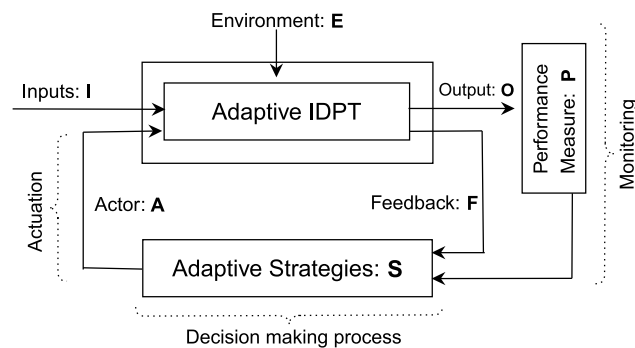 Environment: E
Inputs: I
Adaptive IDPT
Output: O
Performance
Measure: P
Monitoring
Actuation
Actor: A
Feedback: F
Adaptive Strategies: S
Decision making process